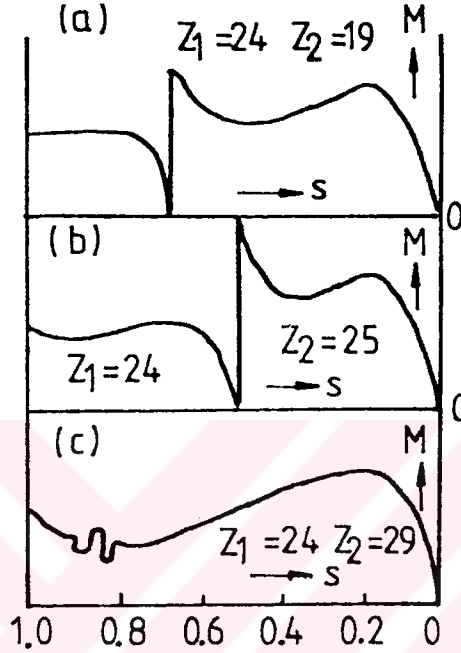 (a)
Z1 =24 Z2 =19
M
s
0
(b)
M
Z1 = 24
Z2 = 25
s
0
(c)
M
Z1 =24 Z2 =29
s
1.0 0.8 0.6 0.4 0.2 0